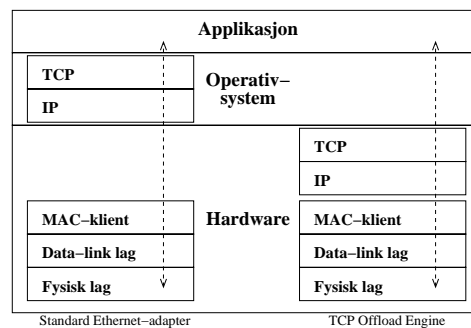 Applikasjon
TCP
IP
Operativ−
system
TCP
IP
Hardware
MAC−klient
Data−link lag
Fysisk lag
MAC−klient
Data−link lag
Fysisk lag
Standard Ethernet−adapter
TCP Offload Engine